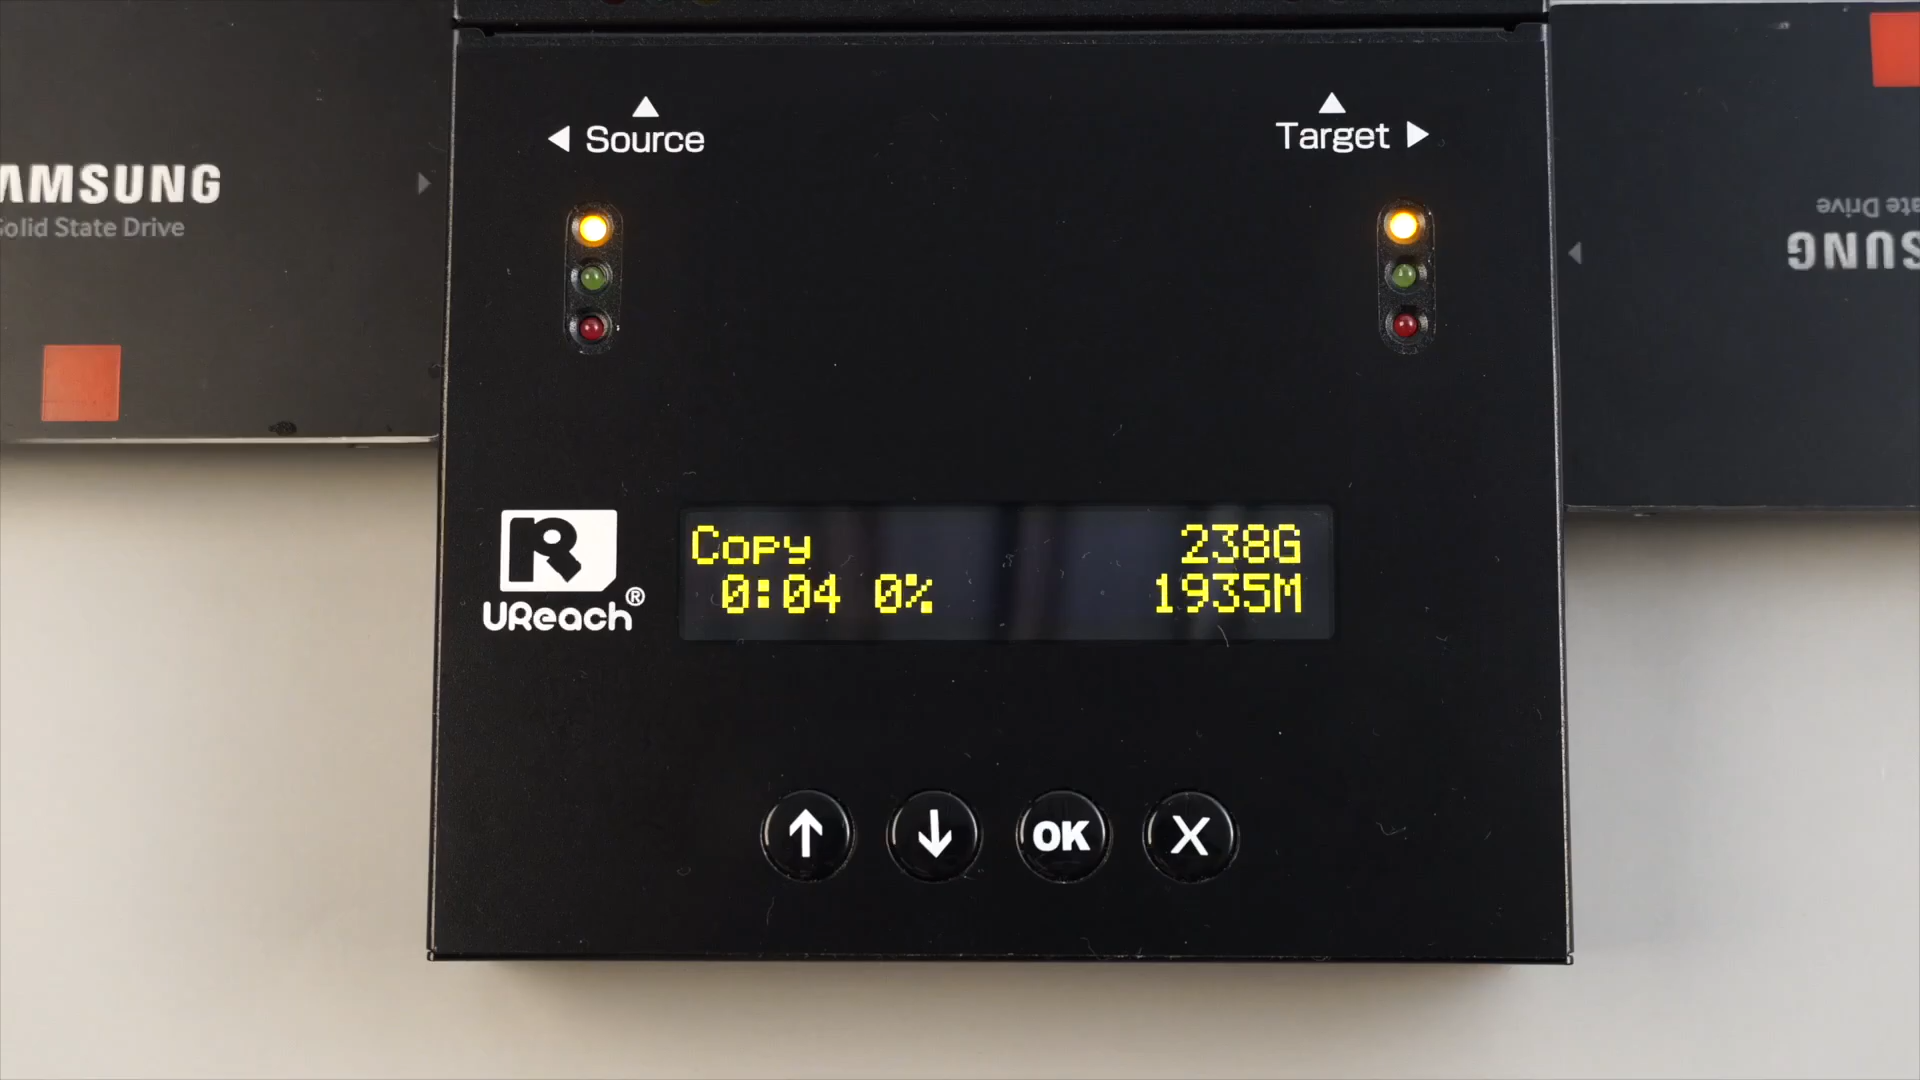 ◀ Source
Target ▶
AMSUNG
Solid State Drive
ate Drive
SUNG
R
UReach®
Copy 238G
0:04 0% 1935M
↑ ↓ OK X